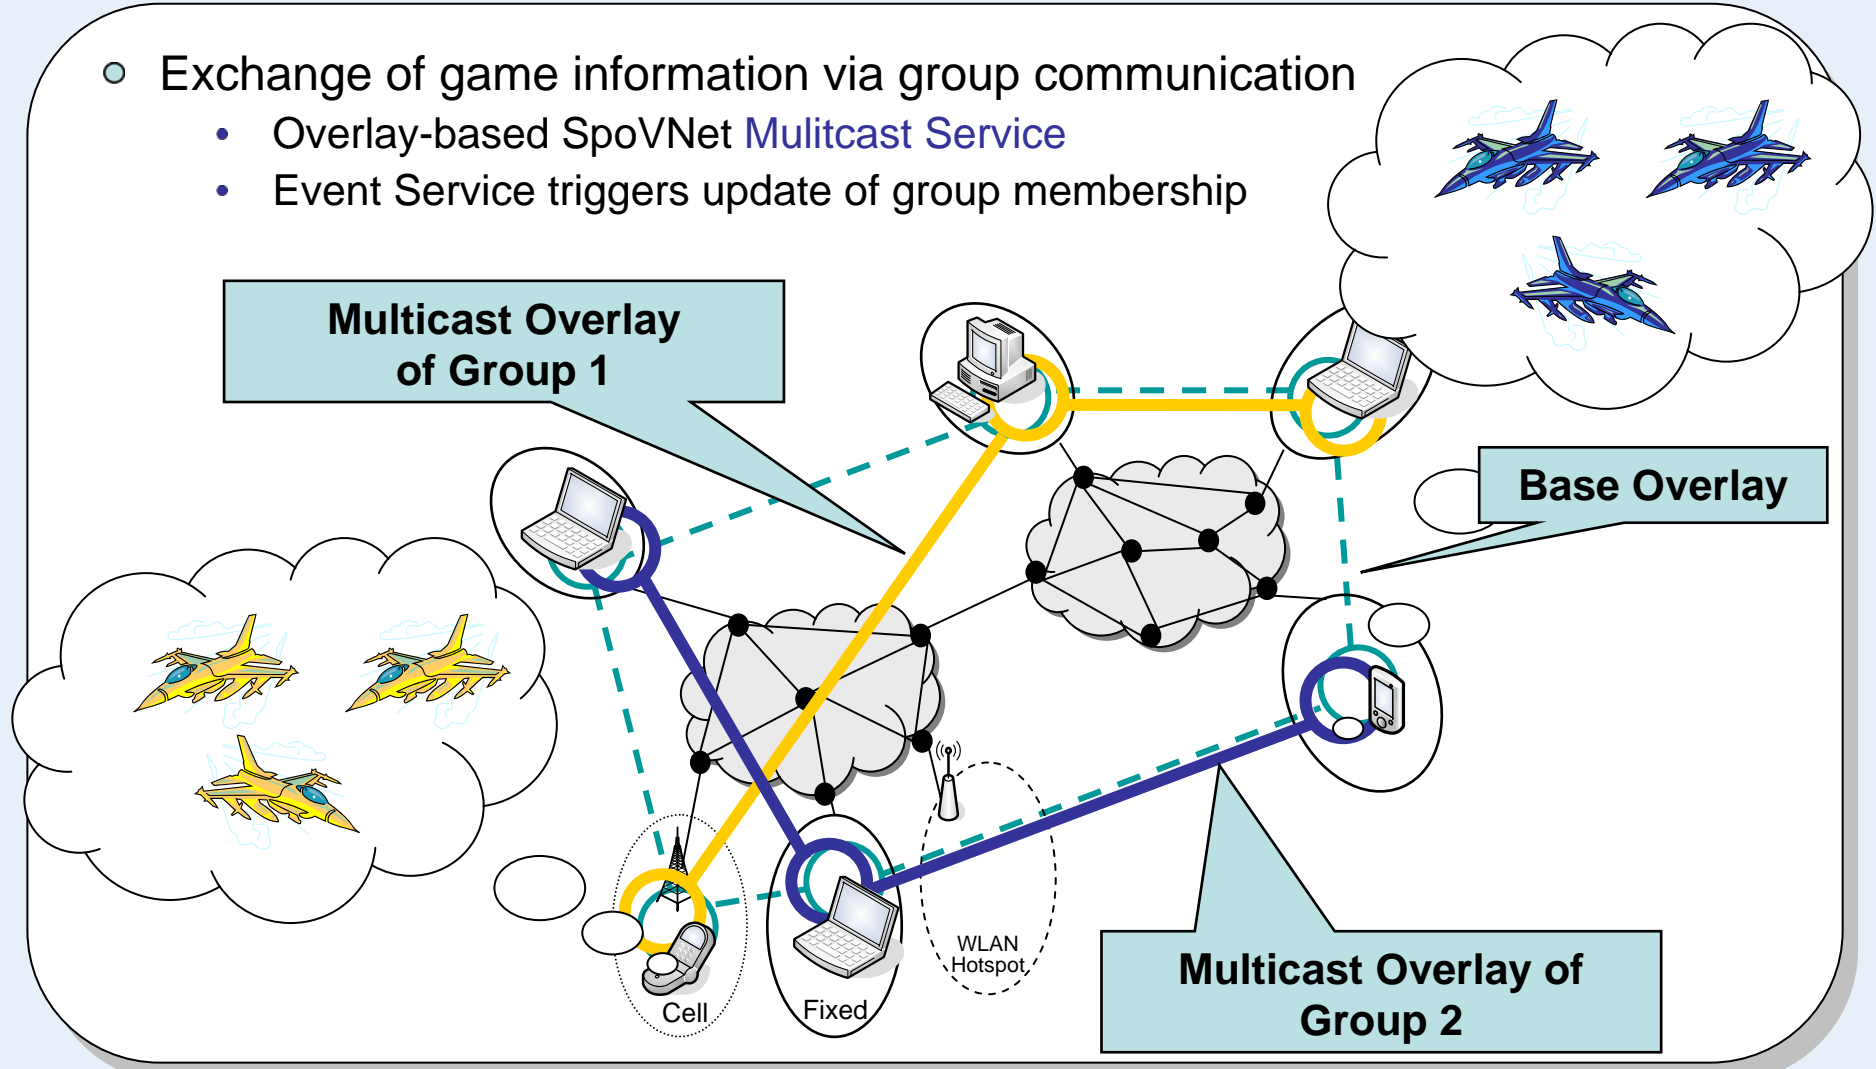 Exchange of game information via group communication
Overlay-based SpoVNet Mulitcast Service
Event Service triggers update of group membership
Multicast Overlay
of Group 1
Base Overlay
WLAN
Hotspot
Cell
Fixed
Multicast Overlay of
Group 2